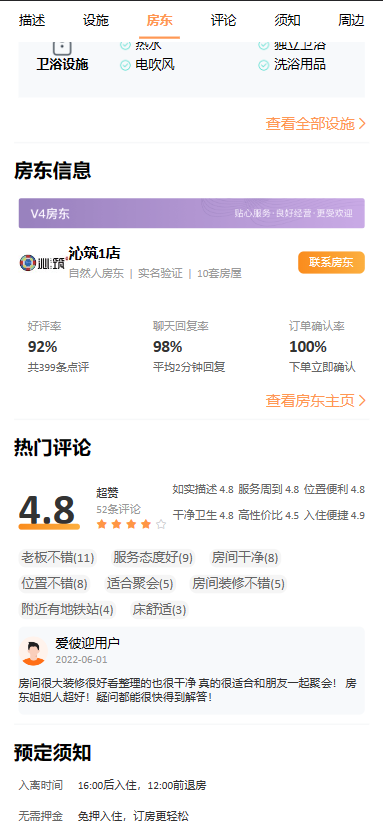 描述 设施 房东 评论 须知 周边
热水 独立卫浴
卫浴设施 电吹风 洗浴用品
查看全部设施
房东信息
V4房东 贴心服务·良好经营·更受欢迎
沁筑1店
自然人房东 | 实名验证 | 10套房屋
联系房东
好评率 聊天回复率 订单确认率
92% 98% 100%
共399条点评 平均2分钟回复 下单立即确认
查看房东主页
热门评论
4.8 超赞 如实描述 4.8 服务周到 4.8 位置便利 4.8
52条评论
干净卫生 4.8 高性价比 4.5 入住便捷 4.9
老板不错(11) 服务态度好(9) 房间干净(8)
位置不错(8) 适合聚会(5) 房间装修不错(5)
附近有地铁站(4) 床舒适(3)
爱彼迎用户
2022-06-01
房间很大装修很好看整理的也很干净 真的很适合和朋友一起聚会！ 房
东姐姐人超好！疑问都能很快得到解答！
预定须知
入离时间 16:00后入住，12:00前退房
无需押金 免押入住，订房更轻松